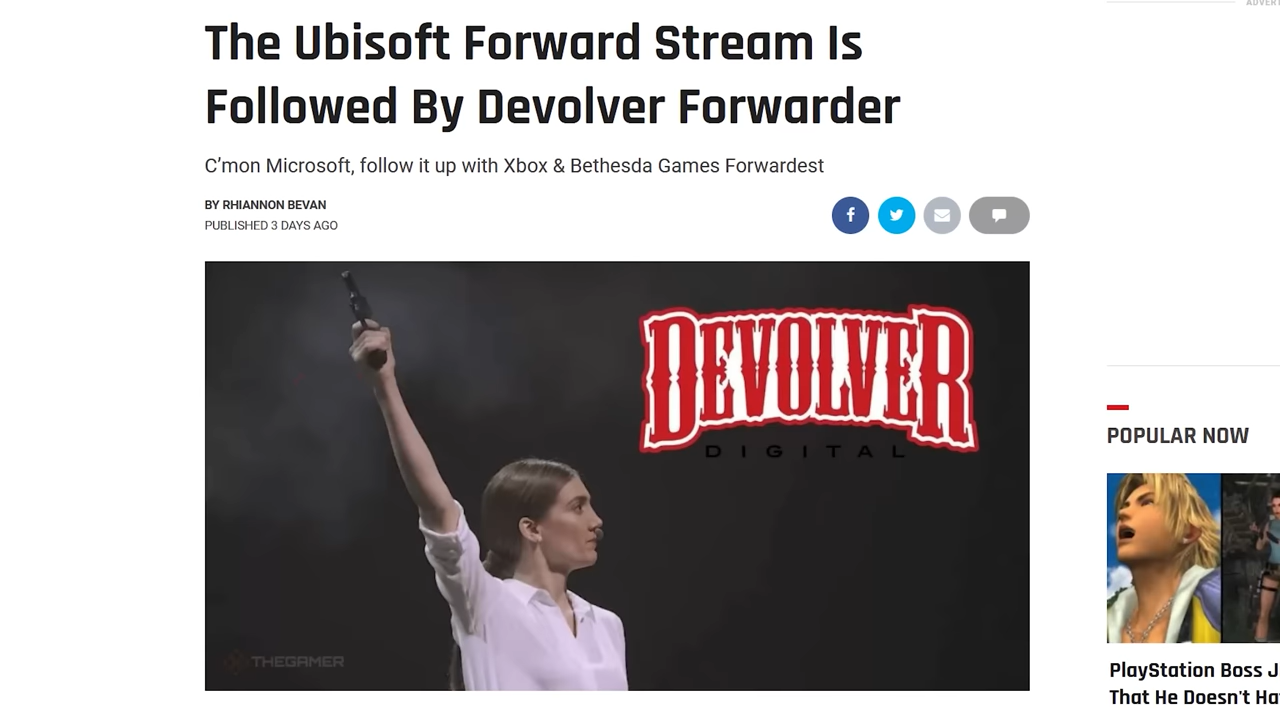 The Ubisoft Forward Stream Is
Followed By Devolver Forwarder
C’mon Microsoft, follow it up with Xbox & Bethesda Games Forwardest
BY RHIANNON BEVAN
PUBLISHED 3 DAYS AGO
DEVOLVER
DIGITAL
THEGAMER
POPULAR NOW
PlayStation Boss J
That He Doesn't Ha